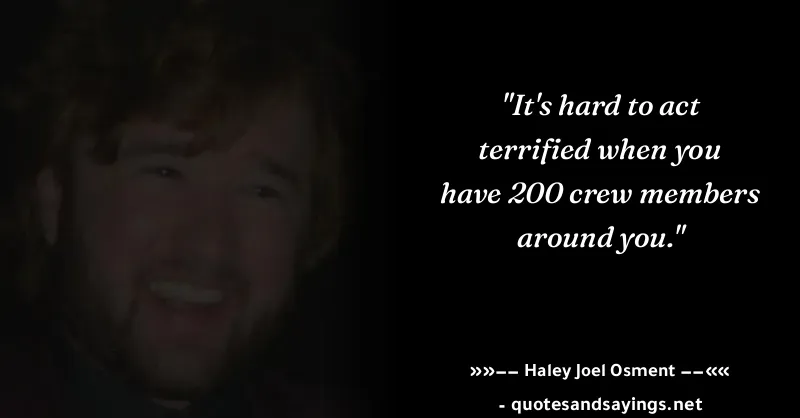 "It's hard to act
terrified when you
have 200 crew members
around you."
»»–– Haley Joel Osment ––««
- quotesandsayings.net